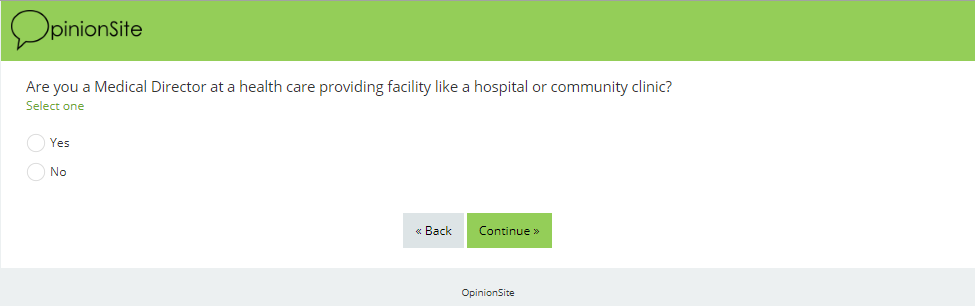 OpinionSite
Are you a Medical Director at a health care providing facility like a hospital or community clinic?
Select one
Yes
No
« Back Continue »
OpinionSite